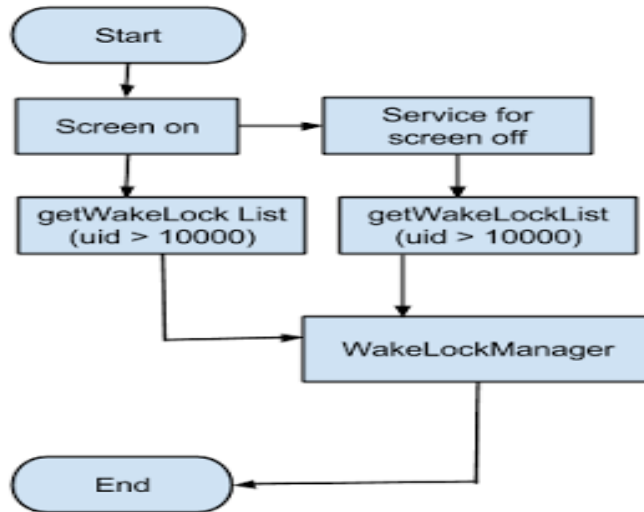 Start
Screen on
Service for
screen off
getWakeLock List
(uid > 10000)
getWakeLockList
(uid > 10000)
WakeLockManager
End